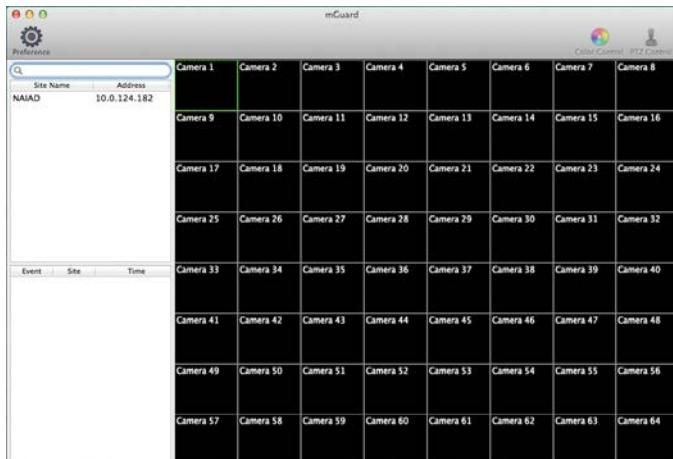 mGuard
Preference
Color Control PTZ Control
Site Name Address
NAIAD 10.0.124.182
Event Site Time
Camera 1 Camera 2 Camera 3 Camera 4 Camera 5 Camera 6 Camera 7 Camera 8
Camera 9 Camera 10 Camera 11 Camera 12 Camera 13 Camera 14 Camera 15 Camera 16
Camera 17 Camera 18 Camera 19 Camera 20 Camera 21 Camera 22 Camera 23 Camera 24
Camera 25 Camera 26 Camera 27 Camera 28 Camera 29 Camera 30 Camera 31 Camera 32
Camera 33 Camera 34 Camera 35 Camera 36 Camera 37 Camera 38 Camera 39 Camera 40
Camera 41 Camera 42 Camera 43 Camera 44 Camera 45 Camera 46 Camera 47 Camera 48
Camera 49 Camera 50 Camera 51 Camera 52 Camera 53 Camera 54 Camera 55 Camera 56
Camera 57 Camera 58 Camera 59 Camera 60 Camera 61 Camera 62 Camera 63 Camera 64